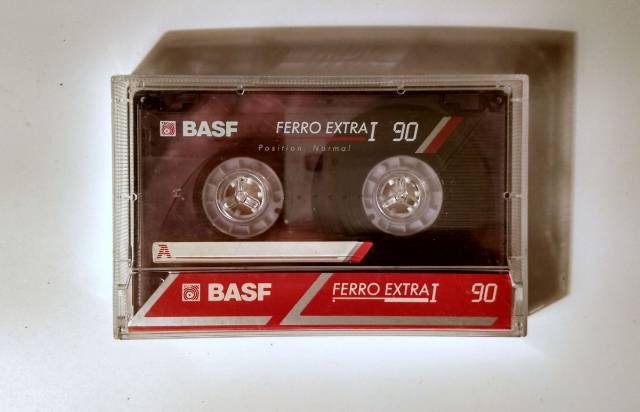 BASF FERRO EXTRA I 90
Position Normal
A
BASF FERRO EXTRA I 90